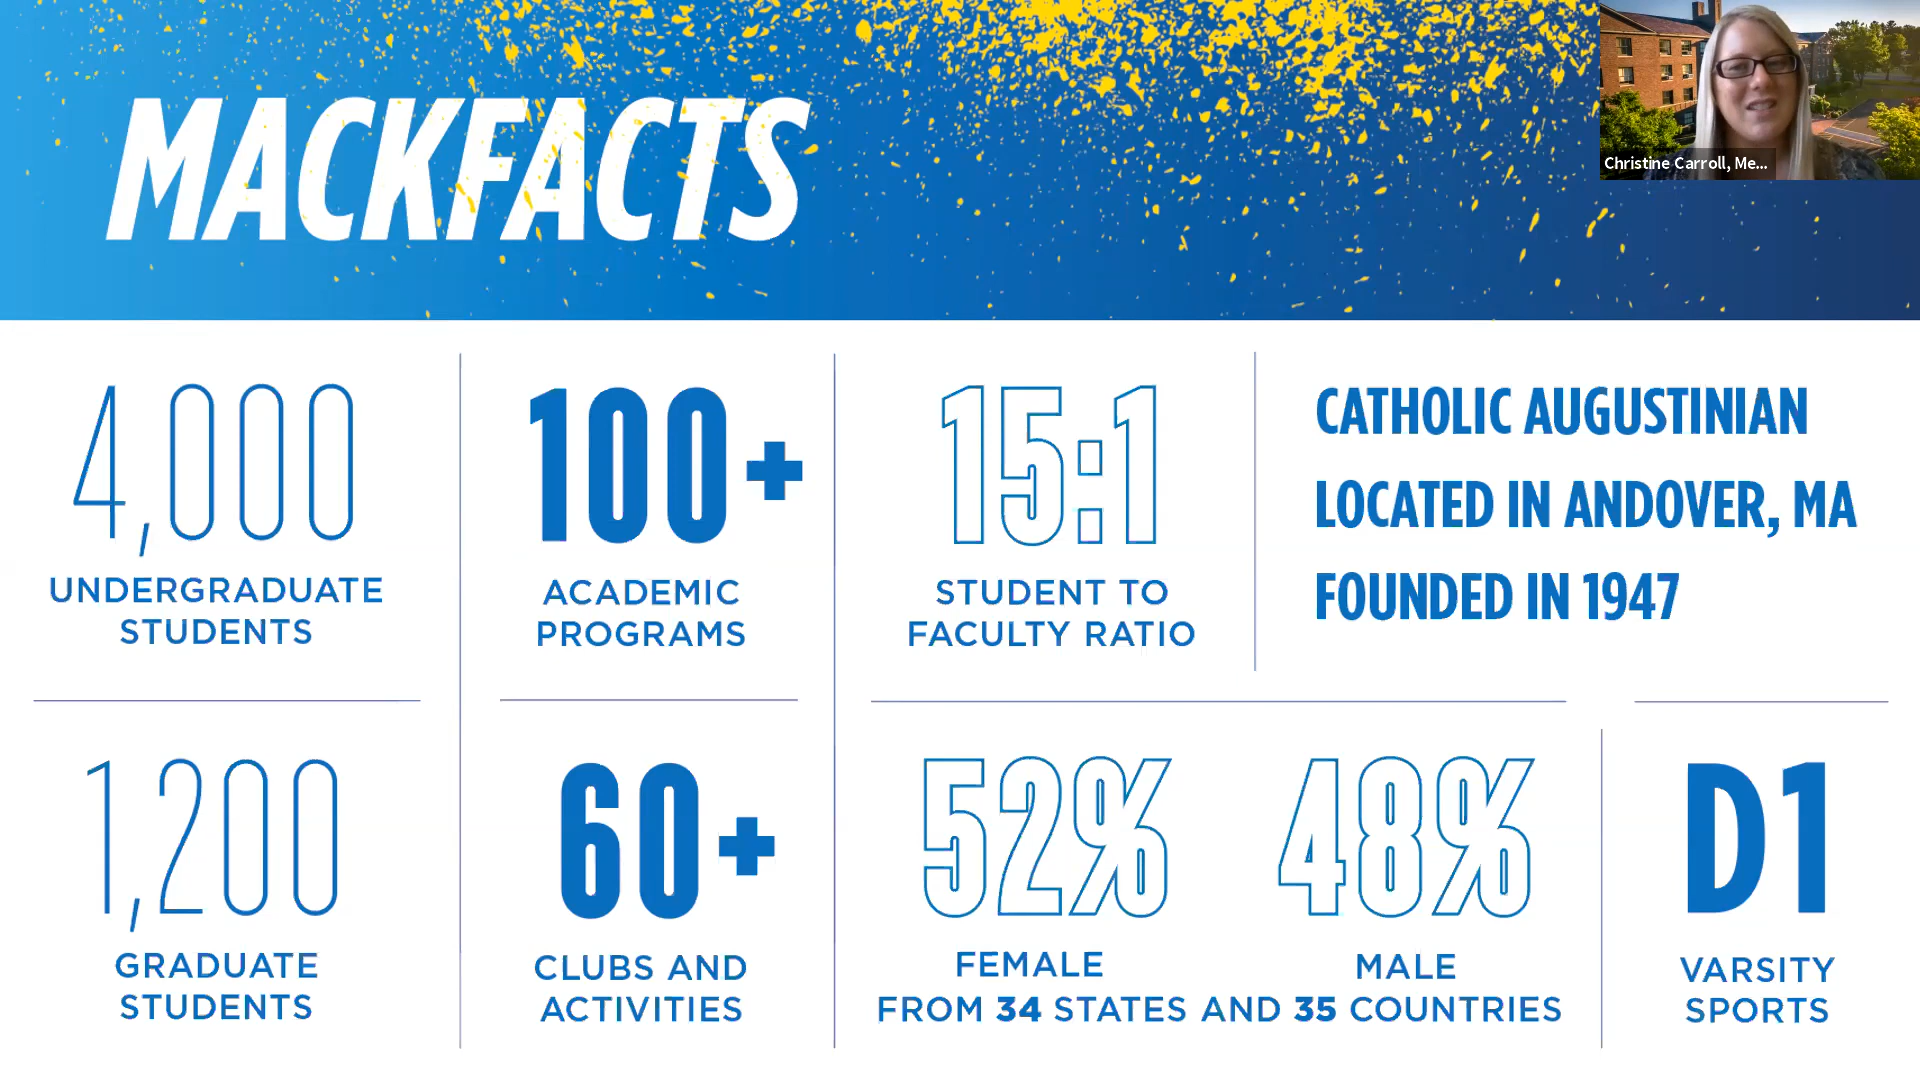 MACKFACTS
Christine Carroll, Me...
4,000
UNDERGRADUATE
STUDENTS
100+
ACADEMIC
PROGRAMS
15:1
STUDENT TO
FACULTY RATIO
CATHOLIC AUGUSTINIAN
LOCATED IN ANDOVER, MA
FOUNDED IN 1947
1,200
GRADUATE
STUDENTS
60+
CLUBS AND
ACTIVITIES
52%
FEMALE
48%
MALE
FROM 34 STATES AND 35 COUNTRIES
D1
VARSITY
SPORTS